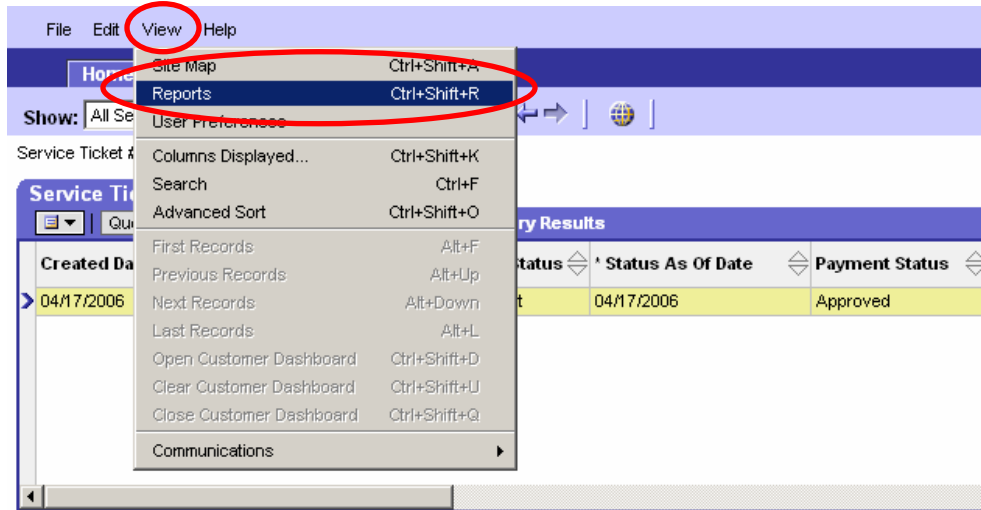 File Edit View Help
Home
Site Map Ctrl+Shift+A
Reports Ctrl+Shift+R
Show: All Se
User Preferences
Service Ticket #
Columns Displayed... Ctrl+Shift+K
Search Ctrl+F
Service Tic
Advanced Sort Ctrl+Shift+O
Que
ry Results
First Records Alt+F
Created Da
Status * Status As Of Date Payment Status
Previous Records Alt+Up
04/17/2006
Next Records Alt+Down
t 04/17/2006 Approved
Last Records Alt+L
Open Customer Dashboard Ctrl+Shift+D
Clear Customer Dashboard Ctrl+Shift+U
Close Customer Dashboard Ctrl+Shift+Q
Communications